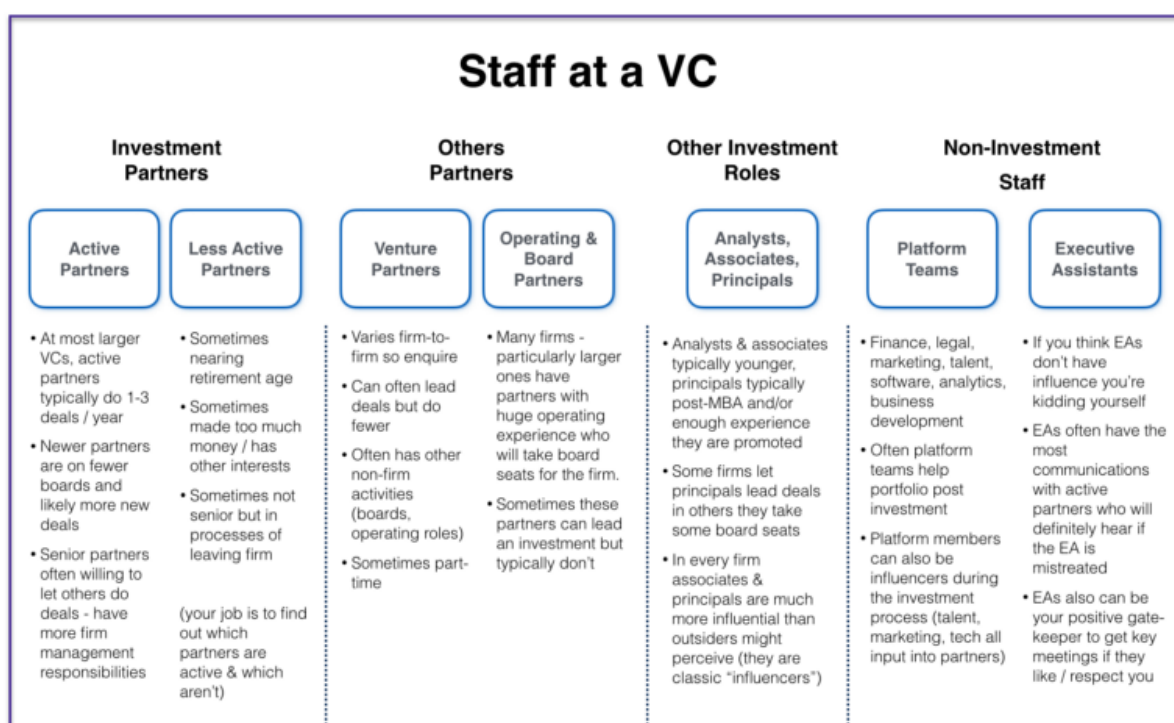 Staff at a VC
Investment
Partners
Others
Partners
Other Investment
Roles
Non-Investment
Staff
Active
Partners
Less Active
Partners
Venture
Partners
Operating &
Board
Partners
Analysts,
Associates,
Principals
Platform
Teams
Executive
Assistants
• At most larger
VCs, active
partners
typically do 1-3
deals / year
• Newer partners
are on fewer
boards and
likely more new
deals
• Senior partners
often willing to
let others do
deals - have
more firm
management
responsibilities
• Sometimes
nearing
retirement age
• Sometimes
made too much
money / has
other interests
• Sometimes not
senior but in
processes of
leaving firm
(your job is to find
out which
partners are
active & which
aren't)
• Varies firm-to-
firm so enquire
• Can often lead
deals but do
fewer
• Often has other
non-firm
activities
(boards,
operating roles)
• Sometimes part-
time
• Many firms -
particularly larger
ones have
partners with
huge operating
experience who
will take board
seats for the firm.
• Sometimes these
partners can lead
an investment but
typically don't
• Analysts & associates
typically younger,
principals typically
post-MBA and/or
enough experience
they are promoted
• Some firms let
principals lead deals
in others they take
some board seats
• In every firm
associates &
principals are much
more influential than
outsiders might
perceive (they are
classic "influencers")
• Finance, legal,
marketing, talent,
software, analytics,
business
development
• Often platform
teams help
portfolio post
investment
• Platform members
can also be
influencers during
the investment
process (talent,
marketing, tech all
input into partners)
• If you think EAs
don't have
influence you're
kidding yourself
• EAs often have the
most
communications
with active
partners who will
definitely hear if
the EA is
mistreated
• EAs also can be
your positive gate-
keeper to get key
meetings if they
like / respect you